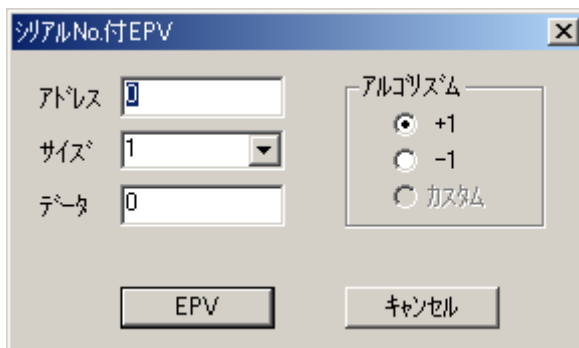 ｼﾘｱﾙNo.付EPV
ｱﾄﾞﾚｽ 0
ｻｲｽﾞ 1
ﾃﾞｰﾀ 0
ｱﾙｺﾞﾘｽﾞﾑ
+1
-1
ｶｽﾀﾑ
EPV
ｷｬﾝｾﾙ